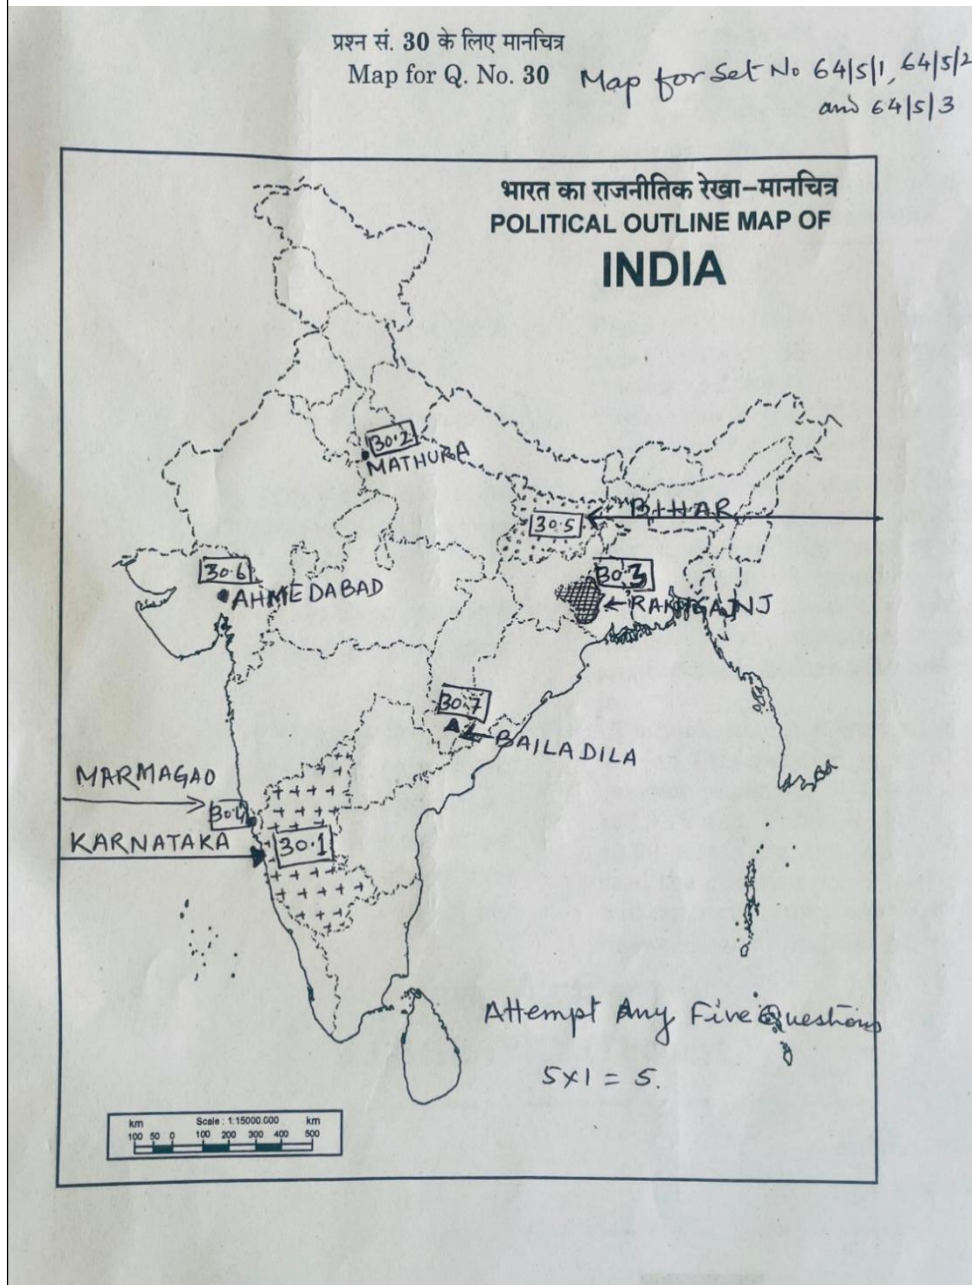 प्रश्न सं. 30 के लिए मानचित्र
Map for Q. No. 30
Map for Set No 64/5/1, 64/5/2
and 64/5/3
भारत का राजनीतिक रेखा-मानचित्र
POLITICAL OUTLINE MAP OF
INDIA
30.2
MATHURA
BIHAR
30.5
30.6
AHMEDABAD
30.3
RANIGANJ
30.7
BAILADILA
MARMAGAO
30.4
KARNATAKA
30.1
Attempt Any Five Questions
5x1 = 5.
km Scale : 1:15000.000 km
100 50 0 100 200 300 400 500